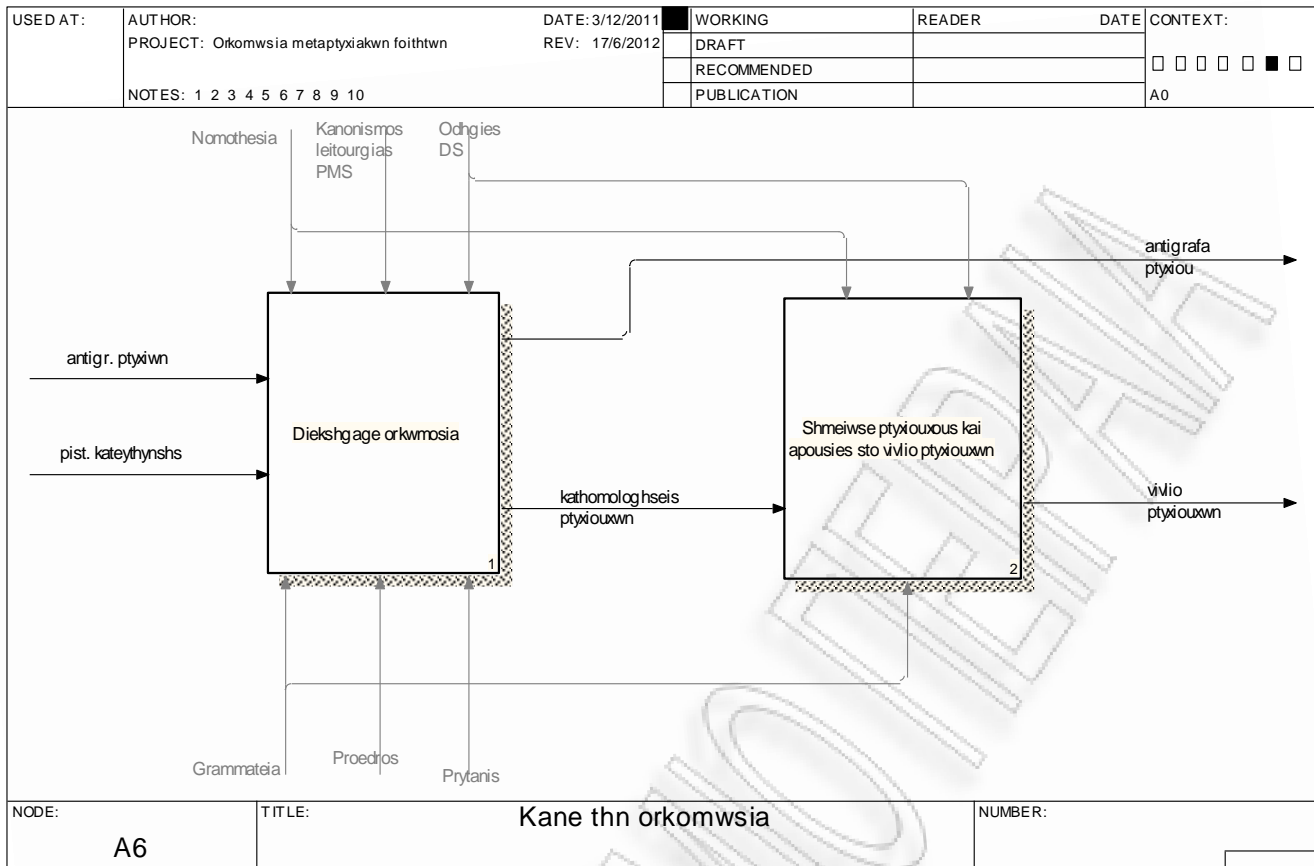 USED AT:
AUTHOR:
DATE: 3/12/2011
WORKING
READER
DATE
CONTEXT:
PROJECT: Orkomwsia metaptyxiakwn foithtwn
REV: 17/6/2012
DRAFT
RECOMMENDED
NOTES: 1 2 3 4 5 6 7 8 9 10
PUBLICATION
A0
Nomothesia
Kanonismos
leitourgias
PMS
Odhgies
DS
antigrafa
ptyxiou
antigr. ptyxiwn
pist. kateythynshs
Diekshgage orkwmosia
1
kathomologhseis
ptyxiouxwn
Shmeiwse ptyxiouxous kai
apousies sto vivlio ptyxiouxwn
2
vivlio
ptyxiouxwn
Grammateia
Proedros
Prytanis
NODE:
A6
TITLE:
Kane thn orkomwsia
NUMBER: